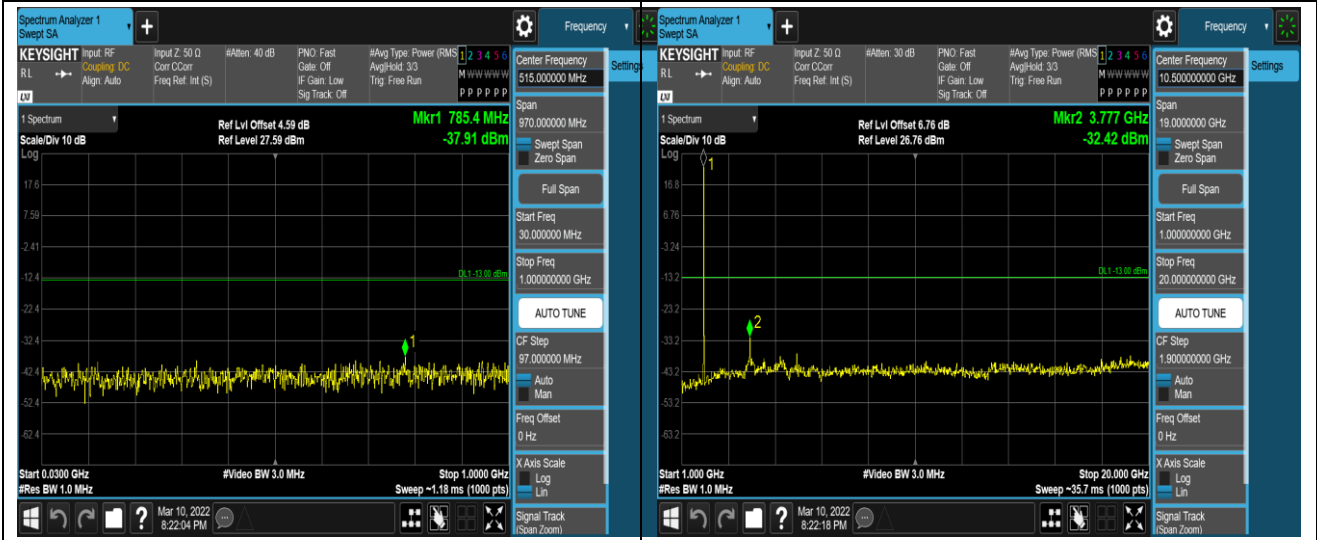 Spectrum Analyzer 1
Swept SA
+
Frequency
KEYSIGHT
RL
LXI
Input: RF
Coupling: DC
Align: Auto
Input Z: 50 Ω
Corr CCorr
Freq Ref: Int (S)
#Atten: 40 dB
PNO: Fast
Gate: Off
IF Gain: Low
Sig Track: Off
#Avg Type: Power (RMS
Avg|Hold: 3/3
Trig: Free Run
1 2 3 4 5 6
M W W W W W
P P P P P P
1 Spectrum
Scale/Div 10 dB
Log
Ref Lvl Offset 4.59 dB
Ref Level 27.59 dBm
Mkr1 785.4 MHz
-37.91 dBm
17.6
7.59
-2.41
-12.4
-22.4
-32.4
-42.4
-52.4
-62.4
DL1 -13.00 dBm
1
Start 0.0300 GHz
#Res BW 1.0 MHz
#Video BW 3.0 MHz
Stop 1.0000 GHz
Sweep ~1.18 ms (1000 pts)
Mar 10, 2022
8:22:04 PM
Center Frequency
515.000000 MHz
Span
970.000000 MHz
Swept Span
Zero Span
Full Span
Start Freq
30.000000 MHz
Stop Freq
1.000000000 GHz
AUTO TUNE
CF Step
97.000000 MHz
Auto
Man
Freq Offset
0 Hz
X Axis Scale
Log
Lin
Signal Track
(Span Zoom)
Settings
Spectrum Analyzer 1
Swept SA
+
Frequency
KEYSIGHT
RL
LXI
Input: RF
Coupling: DC
Align: Auto
Input Z: 50 Ω
Corr CCorr
Freq Ref: Int (S)
#Atten: 30 dB
PNO: Fast
Gate: Off
IF Gain: Low
Sig Track: Off
#Avg Type: Power (RMS
Avg|Hold: 3/3
Trig: Free Run
1 2 3 4 5 6
M W W W W W
P P P P P P
1 Spectrum
Scale/Div 10 dB
Log
Ref Lvl Offset 6.76 dB
Ref Level 26.76 dBm
Mkr2 3.777 GHz
-32.42 dBm
1
16.8
6.76
-3.24
-13.2
-23.2
-33.2
-43.2
-53.2
-63.2
DL1 -13.00 dBm
2
Start 1.000 GHz
#Res BW 1.0 MHz
#Video BW 3.0 MHz
Stop 20.000 GHz
Sweep ~35.7 ms (1000 pts)
Mar 10, 2022
8:22:18 PM
Center Frequency
10.500000000 GHz
Span
19.0000000 GHz
Swept Span
Zero Span
Full Span
Start Freq
1.000000000 GHz
Stop Freq
20.000000000 GHz
AUTO TUNE
CF Step
1.900000000 GHz
Auto
Man
Freq Offset
0 Hz
X Axis Scale
Log
Lin
Signal Track
(Span Zoom)
Settings